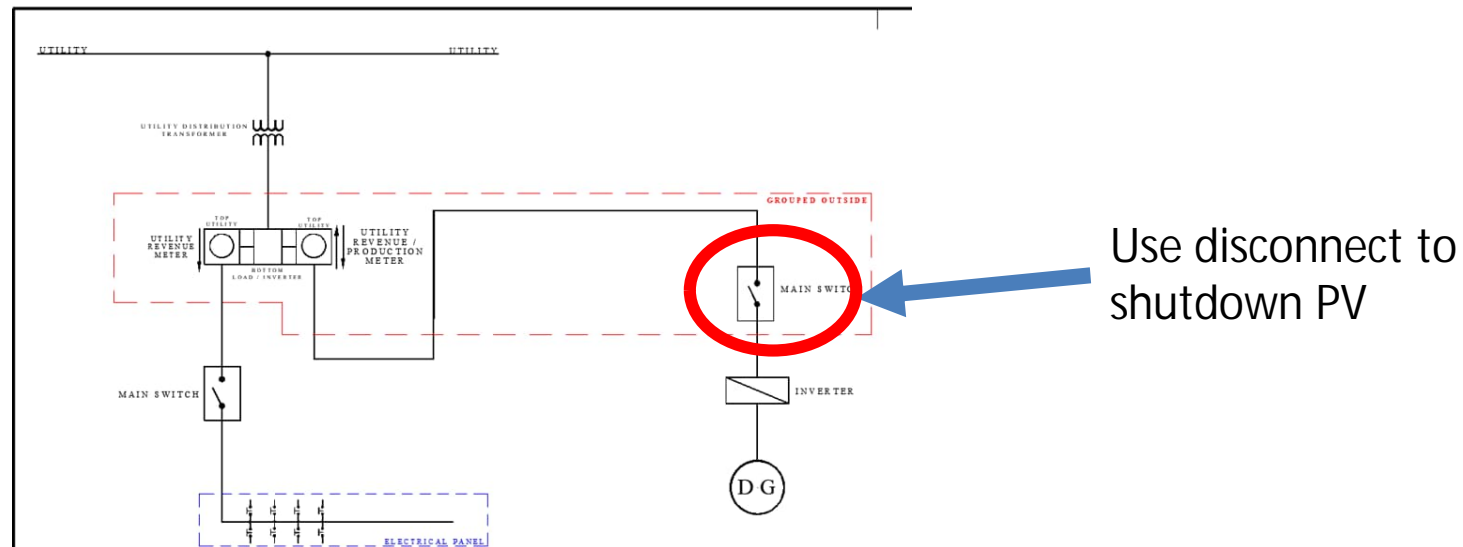 UTILITY
UTILITY
UTILITY DISTRIBUTION
TRANSFORMER
GROUPED OUTSIDE
TOP
UTILITY
TOP
UTILITY
UTILITY
REVENUE
METER
UTILITY
REVENUE /
PRODUCTION
METER
BOTTOM
LOAD / INVERTER
MAIN SWITC
Use disconnect to
shutdown PV
MAIN SWITCH
INVERTER
DG
ELECTRICAL PANEL